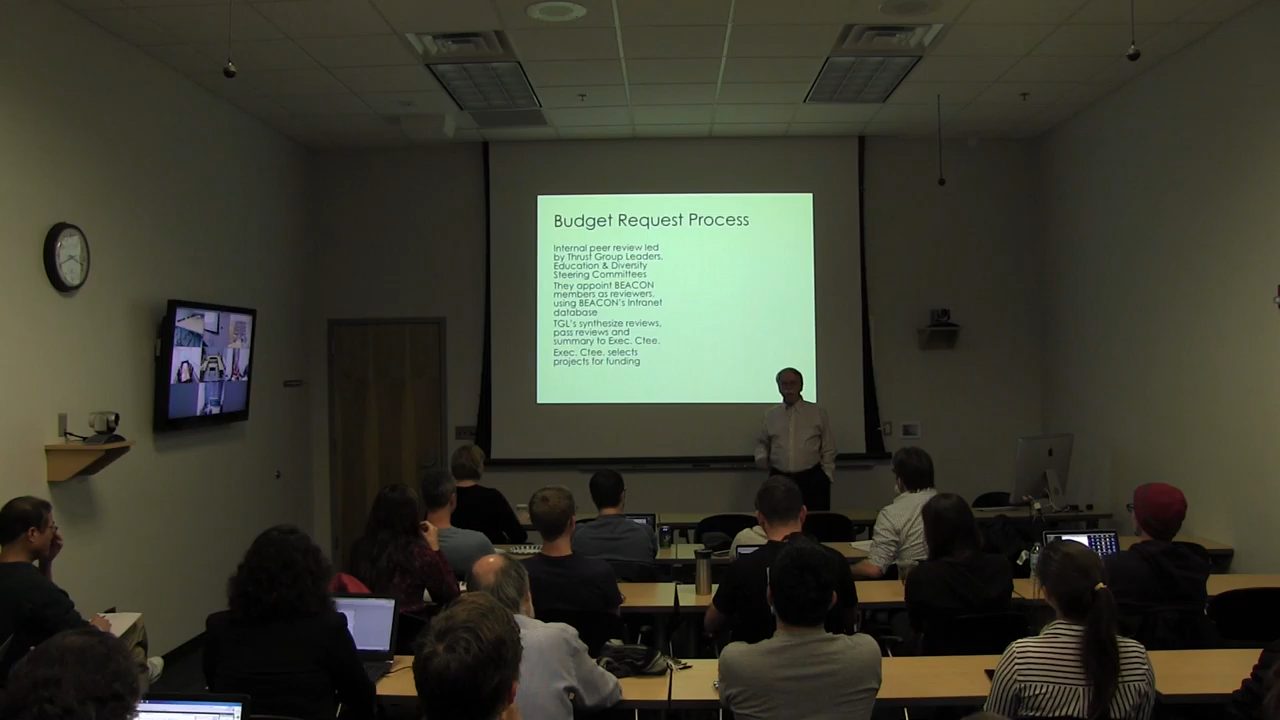 Budget Request Process
Internal peer review led
by Thrust Group Leaders,
Education & Diversity
Steering Committees
They appoint BEACON
members as reviewers,
using BEACON's Intranet
database
TGL's synthesize reviews,
pass reviews and
summary to Exec. Ctee.
Exec. Ctee. selects
projects for funding